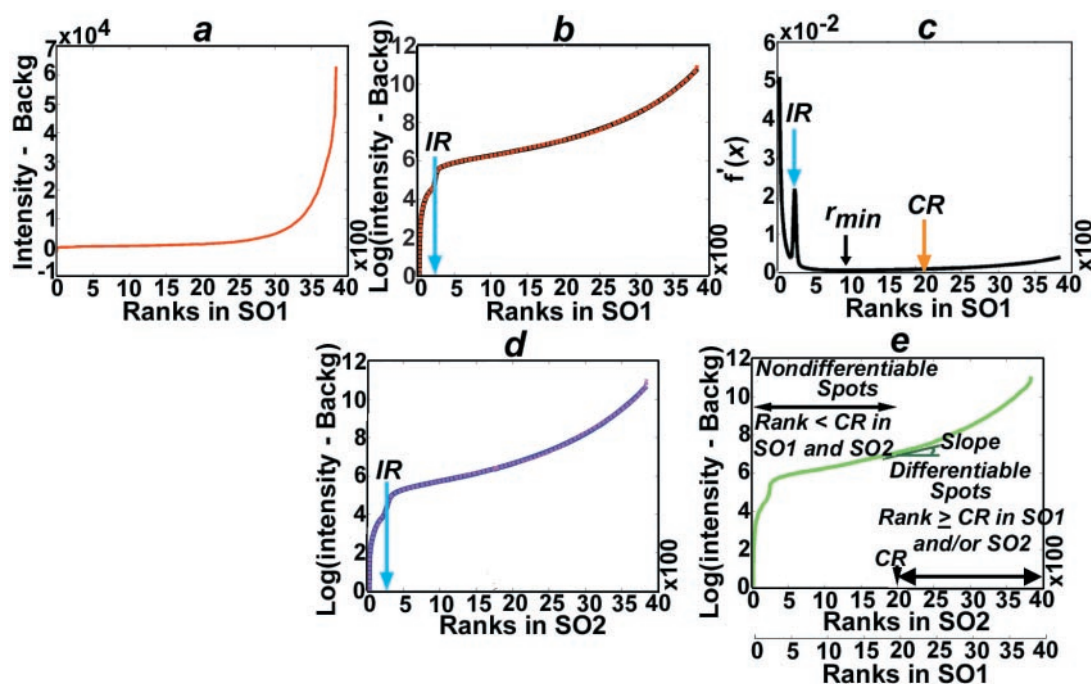 a
Intensity - Backg
x10⁴
7
6
5
4
3
2
1
0
-1
0 5 10 15 20 25 30 35 40
x100
Ranks in SO1
b
Log(intensity - Backg)
12
10
8
6
4
2
0
IR
0 5 10 15 20 25 30 35 40
x100
Ranks in SO1
c
f'(x)
x10⁻²
6
5
4
3
2
1
0
IR
rmin
CR
0 5 10 15 20 25 30 35 40
x100
Ranks in SO1
d
Log(intensity - Backg)
12
10
8
6
4
2
0
IR
0 5 10 15 20 25 30 35 40
x100
Ranks in SO2
e
Log(intensity - Backg)
12
10
8
6
4
2
0
Nondifferentiable
Spots
Rank < CR in
SO1 and SO2
Slope
Differentiable
Spots
Rank ≥ CR in SO1
and/or SO2
CR
0 5 10 15 20 25 30 35 40
x100
Ranks in SO2
0 5 10 15 20 25 30 35 40
Ranks in SO1